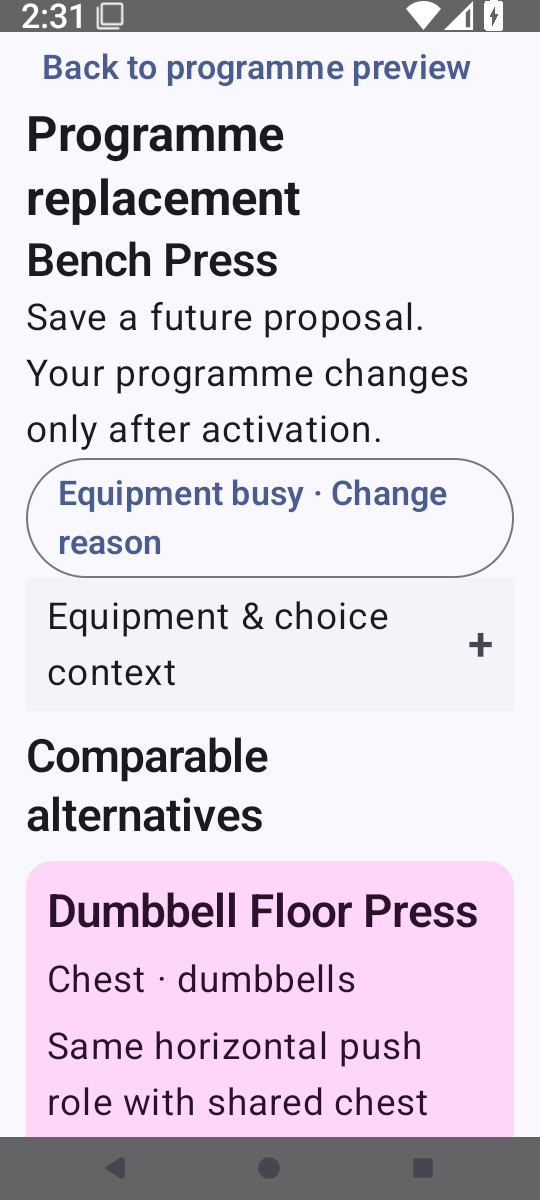 2:31
Back to programme preview
Programme
replacement
Bench Press
Save a future proposal.
Your programme changes
only after activation.
Equipment busy · Change
reason
Equipment & choice
context
+
Comparable
alternatives
Dumbbell Floor Press
Chest · dumbbells
Same horizontal push
role with shared chest